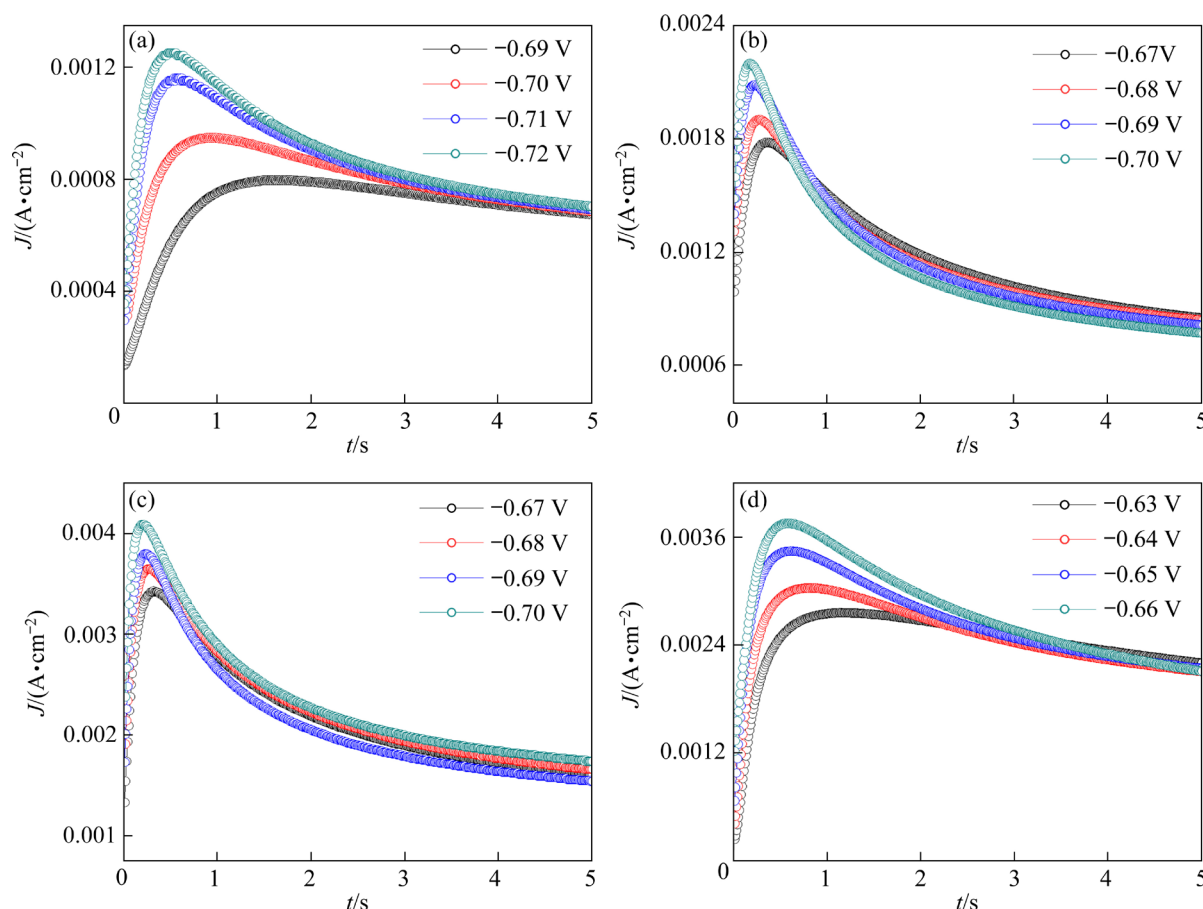 (a)
−0.69 V
−0.70 V
−0.71 V
−0.72 V
0.0012
0.0008
0.0004
J/(A•cm⁻²)
0 1 2 3 4 5
t/s
(b)
−0.67V
−0.68 V
−0.69 V
−0.70 V
0.0024
0.0018
0.0012
0.0006
J/(A•cm⁻²)
0 1 2 3 4 5
t/s
(c)
−0.67 V
−0.68 V
−0.69 V
−0.70 V
0.004
0.003
0.002
0.001
J/(A•cm⁻²)
0 1 2 3 4 5
t/s
(d)
−0.63 V
−0.64 V
−0.65 V
−0.66 V
0.0036
0.0024
0.0012
J/(A•cm⁻²)
0 1 2 3 4 5
t/s